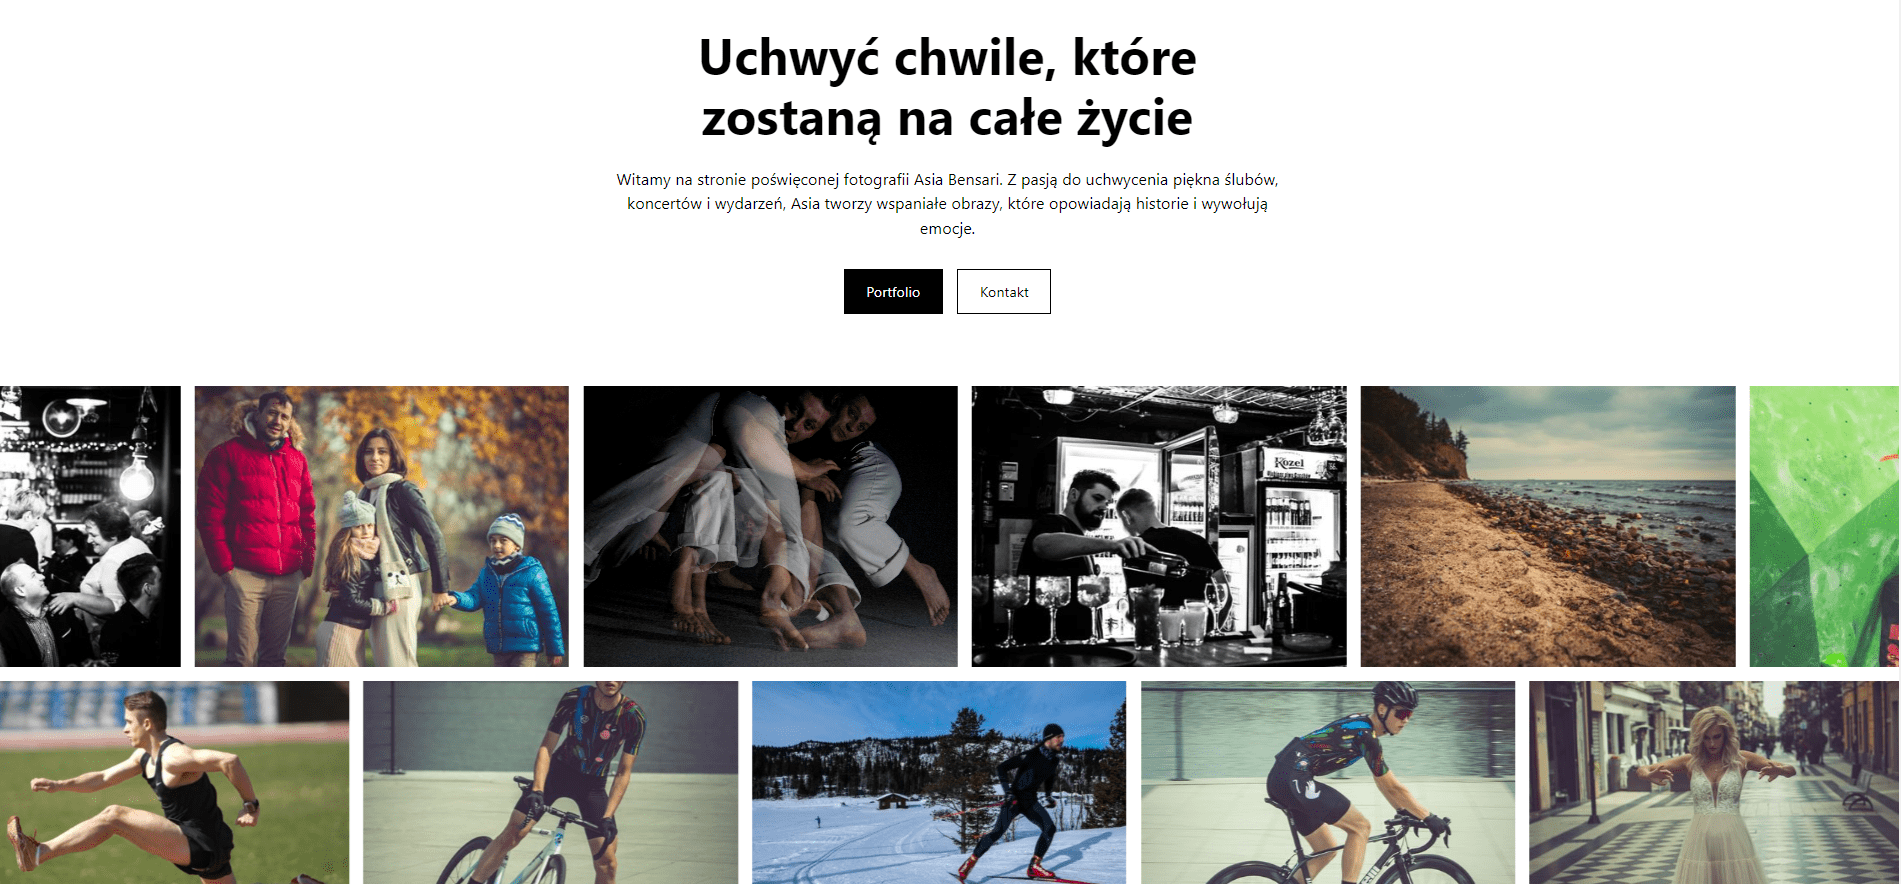 Uchwyć chwile, które
zostaną na całe życie
Witamy na stronie poświęconej fotografii Asia Bensari. Z pasją do uchwycenia piękna ślubów,
koncertów i wydarzeń, Asia tworzy wspaniałe obrazy, które opowiadają historie i wywołują
emocje.
Portfolio
Kontakt
Kozel